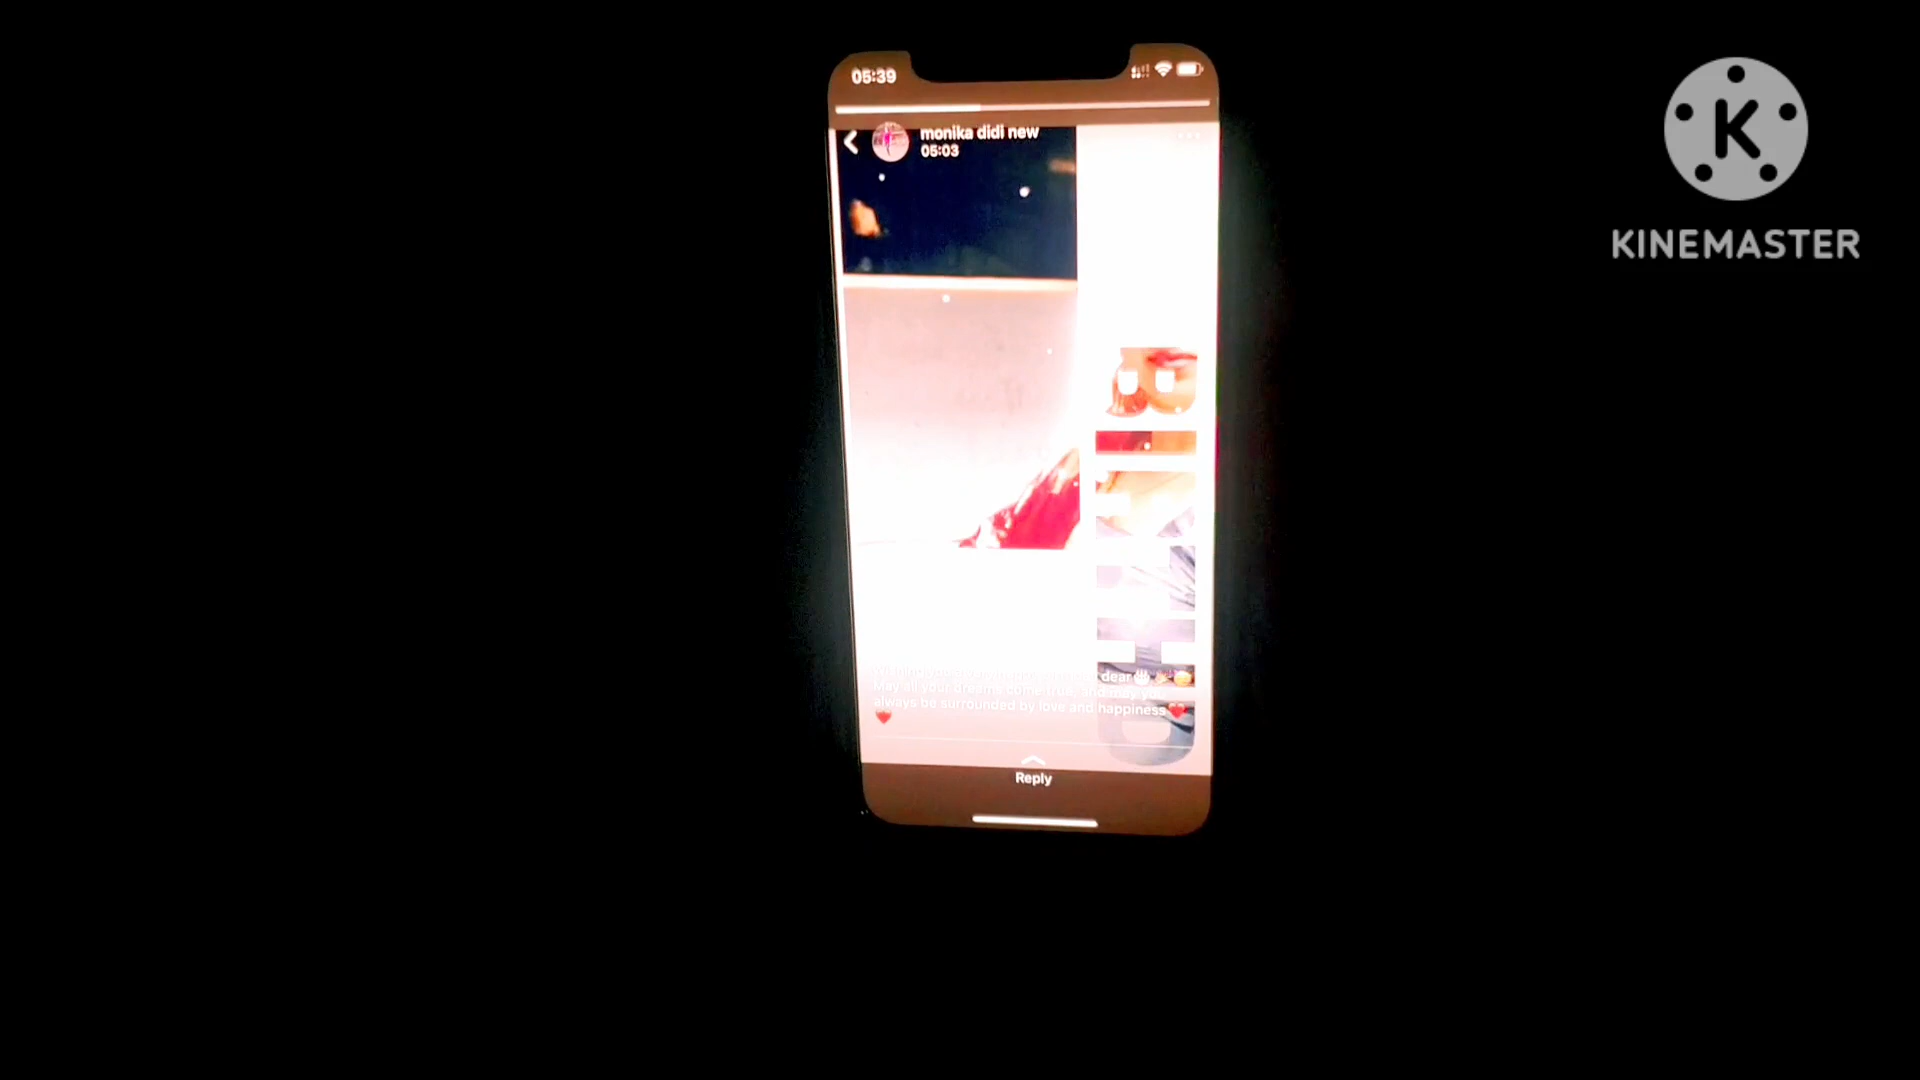 05:39
monika didi new
05:03
dear
May all your dreams come true, and may you
always be surrounded by love and happiness❤️
❤️
Reply
K
KINEMASTER